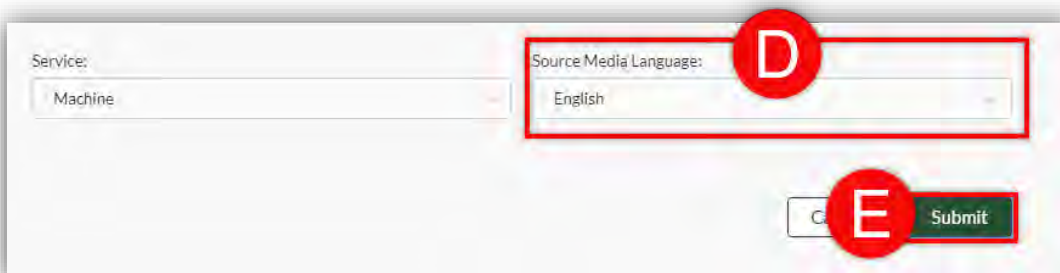 Service:
Source Media Language:
D
Machine
English
E
Submit